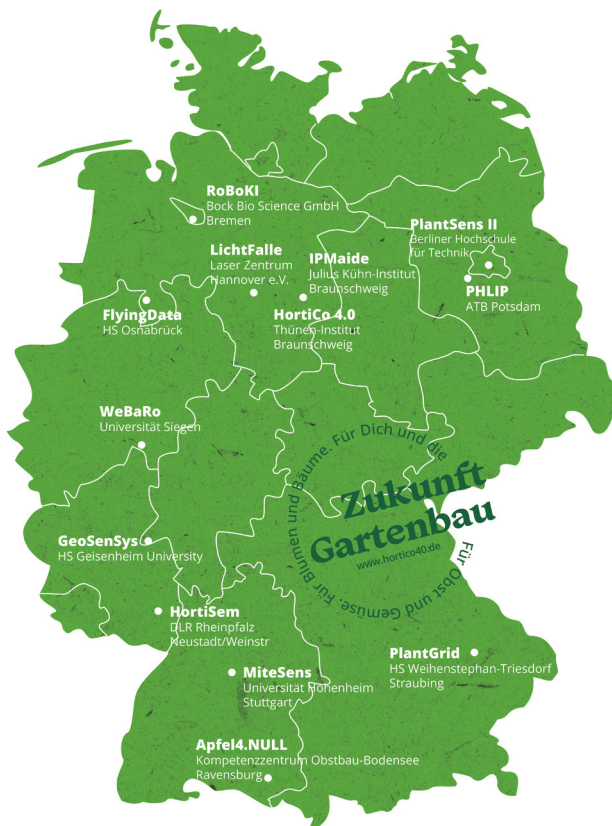 RoBoKI
Bock Bio Science GmbH
Bremen
LichtFalle
Laser Zentrum
Hannover e.V.
IPMaide
Julius Kühn-Institut
Braunschweig
PlantSens II
Berliner Hochschule
für Technik
PHLIP
ATB Potsdam
FlyingData
HS Osnabrück
HortiCo 4.0
Thünen-Institut
Braunschweig
WeBaRo
Universität Siegen
Für Blumen und Bäume. Für Dich und die
Zukunft
Gartenbau
www.hortico40.de
Für Obst und Gemüse.
GeoSenSys
HS Geisenheim University
HortiSem
DLR Rheinpfalz
Neustadt/Weinstr
PlantGrid
HS Weihenstephan-Triesdorf
Straubing
MiteSens
Universität Hohenheim
Stuttgart
Apfel4.NULL
Kompetenzzentrum Obstbau-Bodensee
Ravensburg